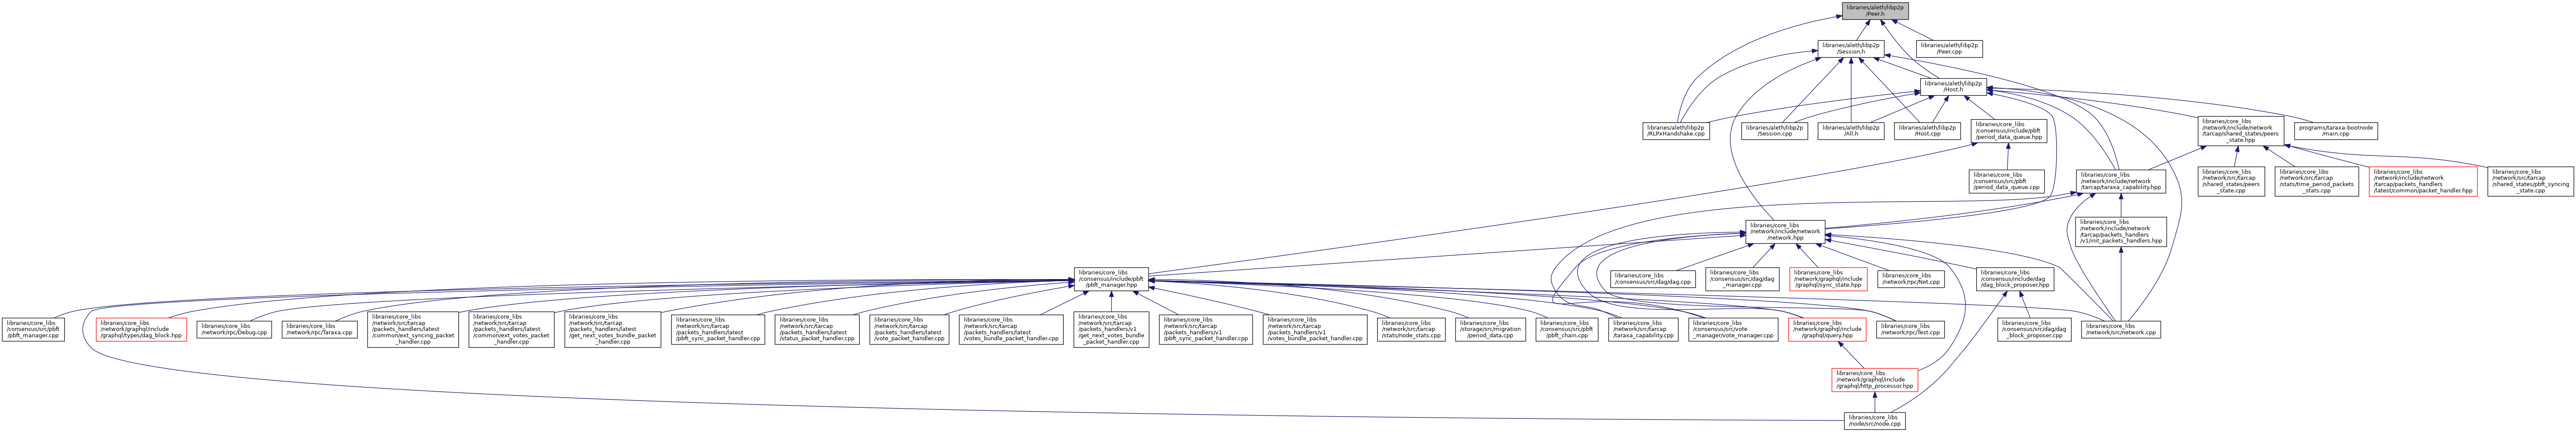 libraries/aleth/libp2p
/Peer.h
libraries/aleth/libp2p
/Session.h
libraries/aleth/libp2p
/Peer.cpp
libraries/aleth/libp2p
/Host.h
libraries/aleth/libp2p
/RLPxHandshake.cpp
libraries/aleth/libp2p
/Session.cpp
libraries/aleth/libp2p
/All.h
libraries/aleth/libp2p
/Host.cpp
libraries/core_libs
/consensus/include/pbft
/period_data_queue.hpp
libraries/core_libs
/network/include/network
/tarcap/shared_states/peers
_state.hpp
programs/taraxa-bootnode
/main.cpp
libraries/core_libs
/consensus/src/pbft
/period_data_queue.cpp
libraries/core_libs
/network/include/network
/tarcap/taraxa_capability.hpp
libraries/core_libs
/network/src/tarcap
/shared_states/peers
_state.cpp
libraries/core_libs
/network/src/tarcap
/stats/time_period_packets
_stats.cpp
libraries/core_libs
/network/include/network
/tarcap/packets_handlers
/latest/common/packet_handler.hpp
libraries/core_libs
/network/src/tarcap
/shared_states/pbft_syncing
_state.cpp
libraries/core_libs
/network/include/network
/network.hpp
libraries/core_libs
/network/include/network
/tarcap/packets_handlers
/v1/init_packets_handlers.hpp
libraries/core_libs
/consensus/include/pbft
/pbft_manager.hpp
libraries/core_libs
/consensus/src/dag/dag.cpp
libraries/core_libs
/consensus/src/dag/dag
_manager.cpp
libraries/core_libs
/network/graphql/include
/graphql/sync_state.hpp
libraries/core_libs
/network/rpc/Net.cpp
libraries/core_libs
/consensus/include/dag
/dag_block_proposer.hpp
libraries/core_libs
/consensus/src/pbft
/pbft_manager.cpp
libraries/core_libs
/network/graphql/include
/graphql/types/dag_block.hpp
libraries/core_libs
/network/rpc/Debug.cpp
libraries/core_libs
/network/rpc/Taraxa.cpp
libraries/core_libs
/network/src/tarcap
/packets_handlers/latest
/common/ext_syncing_packet
_handler.cpp
libraries/core_libs
/network/src/tarcap
/packets_handlers/latest
/common/ext_votes_packet
_handler.cpp
libraries/core_libs
/network/src/tarcap
/packets_handlers/latest
/get_next_votes_bundle_packet
_handler.cpp
libraries/core_libs
/network/src/tarcap
/packets_handlers/latest
/pbft_sync_packet_handler.cpp
libraries/core_libs
/network/src/tarcap
/packets_handlers/latest
/status_packet_handler.cpp
libraries/core_libs
/network/src/tarcap
/packets_handlers/latest
/vote_packet_handler.cpp
libraries/core_libs
/network/src/tarcap
/packets_handlers/latest
/votes_bundle_packet_handler.cpp
libraries/core_libs
/network/src/tarcap
/packets_handlers/v1
/get_next_votes_bundle
_packet_handler.cpp
libraries/core_libs
/network/src/tarcap
/packets_handlers/v1
/pbft_sync_packet_handler.cpp
libraries/core_libs
/network/src/tarcap
/packets_handlers/v1
/votes_bundle_packet_handler.cpp
libraries/core_libs
/network/src/tarcap
/stats/node_stats.cpp
libraries/core_libs
/storage/src/migration
/period_data.cpp
libraries/core_libs
/consensus/src/pbft
/pbft_chain.cpp
libraries/core_libs
/network/src/tarcap
/taraxa_capability.cpp
libraries/core_libs
/consensus/src/vote
_manager/vote_manager.cpp
libraries/core_libs
/network/graphql/include
/graphql/query.hpp
libraries/core_libs
/network/rpc/Test.cpp
libraries/core_libs
/consensus/src/dag/dag
_block_proposer.cpp
libraries/core_libs
/network/src/network.cpp
libraries/core_libs
/network/graphql/include
/graphql/http_processor.hpp
libraries/core_libs
/node/src/node.cpp